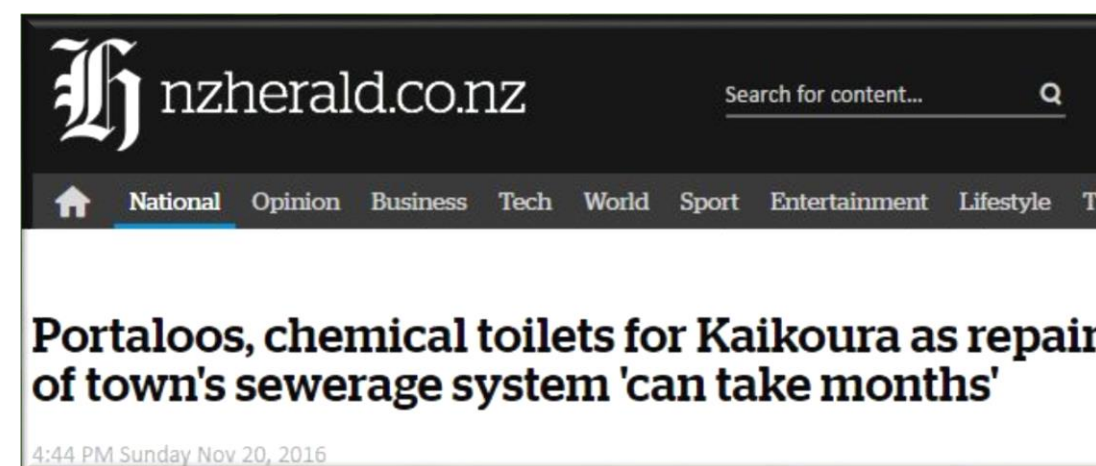 nzherald.co.nz
Search for content...
National Opinion Business Tech World Sport Entertainment Lifestyle T
Portaloos, chemical toilets for Kaikoura as repair
of town's sewerage system 'can take months'
4:44 PM Sunday Nov 20, 2016